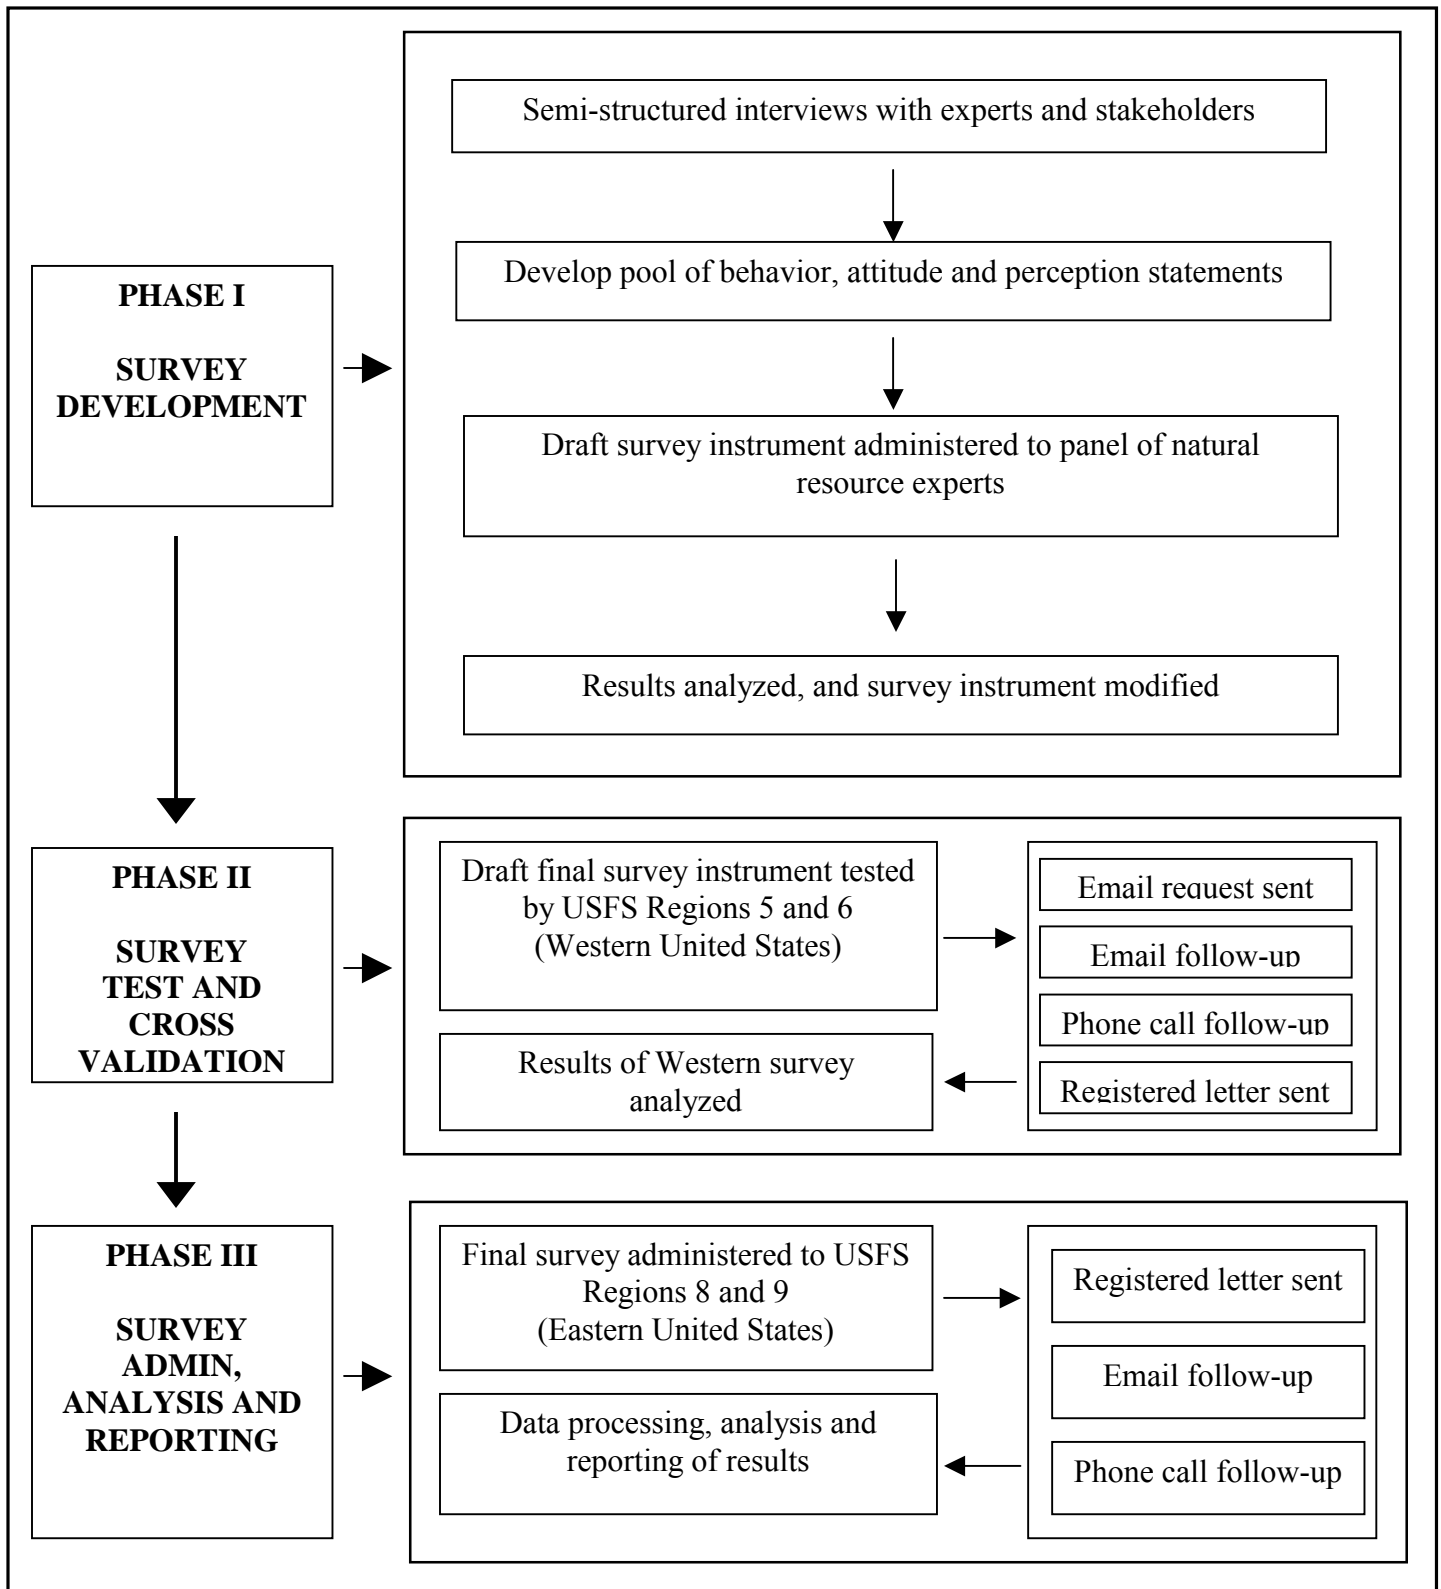 Semi-structured interviews with experts and stakeholders
Develop pool of behavior, attitude and perception statements
PHASE I
SURVEY
DEVELOPMENT
Draft survey instrument administered to panel of natural
resource experts
Results analyzed, and survey instrument modified
PHASE II
SURVEY
TEST AND
CROSS
VALIDATION
Draft final survey instrument tested
by USFS Regions 5 and 6
(Western United States)
Email request sent
Email follow-up
Phone call follow-up
Registered letter sent
Results of Western survey
analyzed
PHASE III
SURVEY
ADMIN,
ANALYSIS AND
REPORTING
Final survey administered to USFS
Regions 8 and 9
(Eastern United States)
Registered letter sent
Email follow-up
Phone call follow-up
Data processing, analysis and
reporting of results